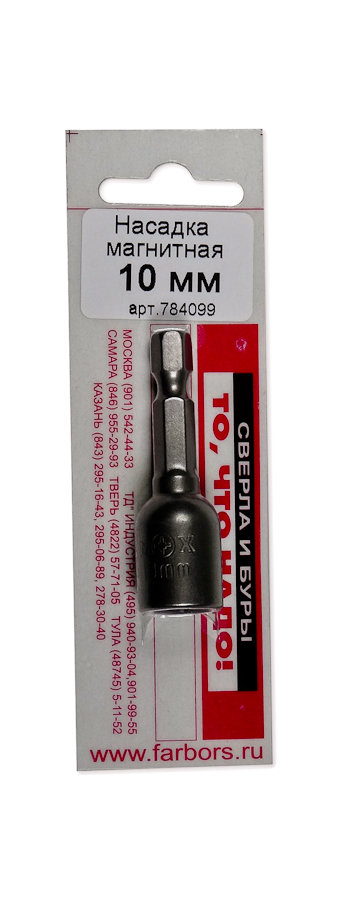 Насадка
магнитная
10 мм
арт.784099
СВЕРЛА И БУРЫ
ТО, ЧТО НАДО!
МОСКВА (901) 542-44-33 ТД" ИНДУСТРИЯ (495) 940-93-04,901-99-55
САМАРА (846) 955-29-93 ТВЕРЬ (4822) 57-71-05 ТУЛА (48745) 5-11-52
КАЗАНЬ (843) 295-16-43, 295-06-89, 278-30-40
www.farbors.ru